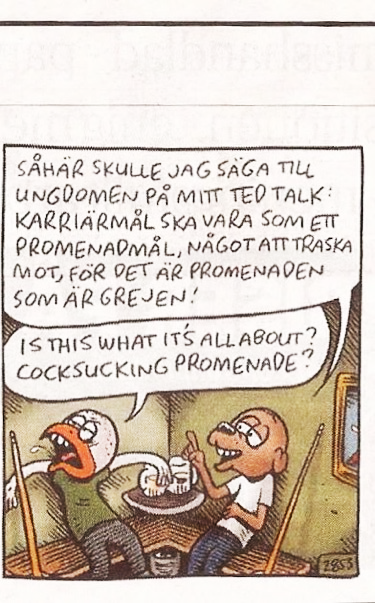 SÅHÄR SKULLE JAG SÄGA TILL
UNGDOMEN PÅ MITT TED TALK:
KARRIÄRMÅL SKA VARA SOM ETT
PROMENADMÅL, NÅGOT ATT TRASKA
MOT, FÖR DET ÄR PROMENADEN
SOM ÄR GREJEN!
IS THIS WHAT IT'S ALL ABOUT?
COCKSUCKING PROMENADE?
2853